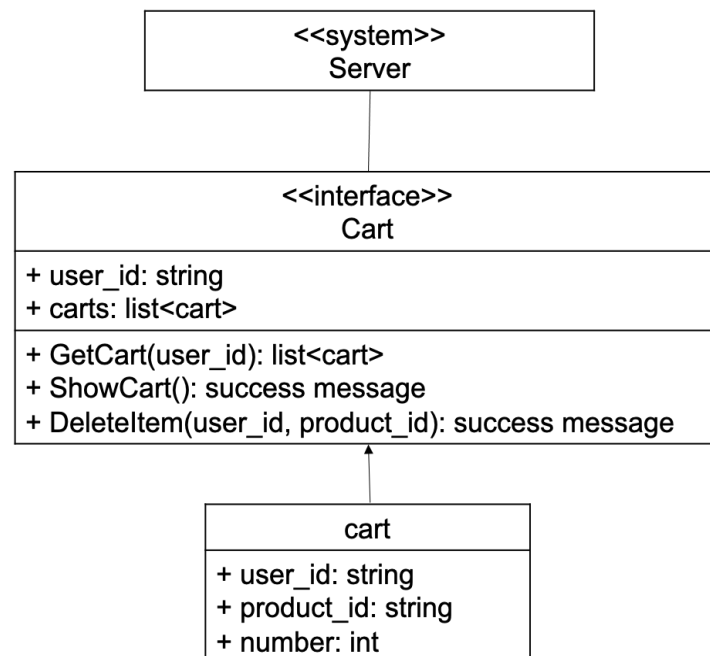 <<system>>
Server
<<interface>>
Cart
+ user_id: string
+ carts: list<cart>
+ GetCart(user_id): list<cart>
+ ShowCart(): success message
+ DeleteItem(user_id, product_id): success message
cart
+ user_id: string
+ product_id: string
+ number: int